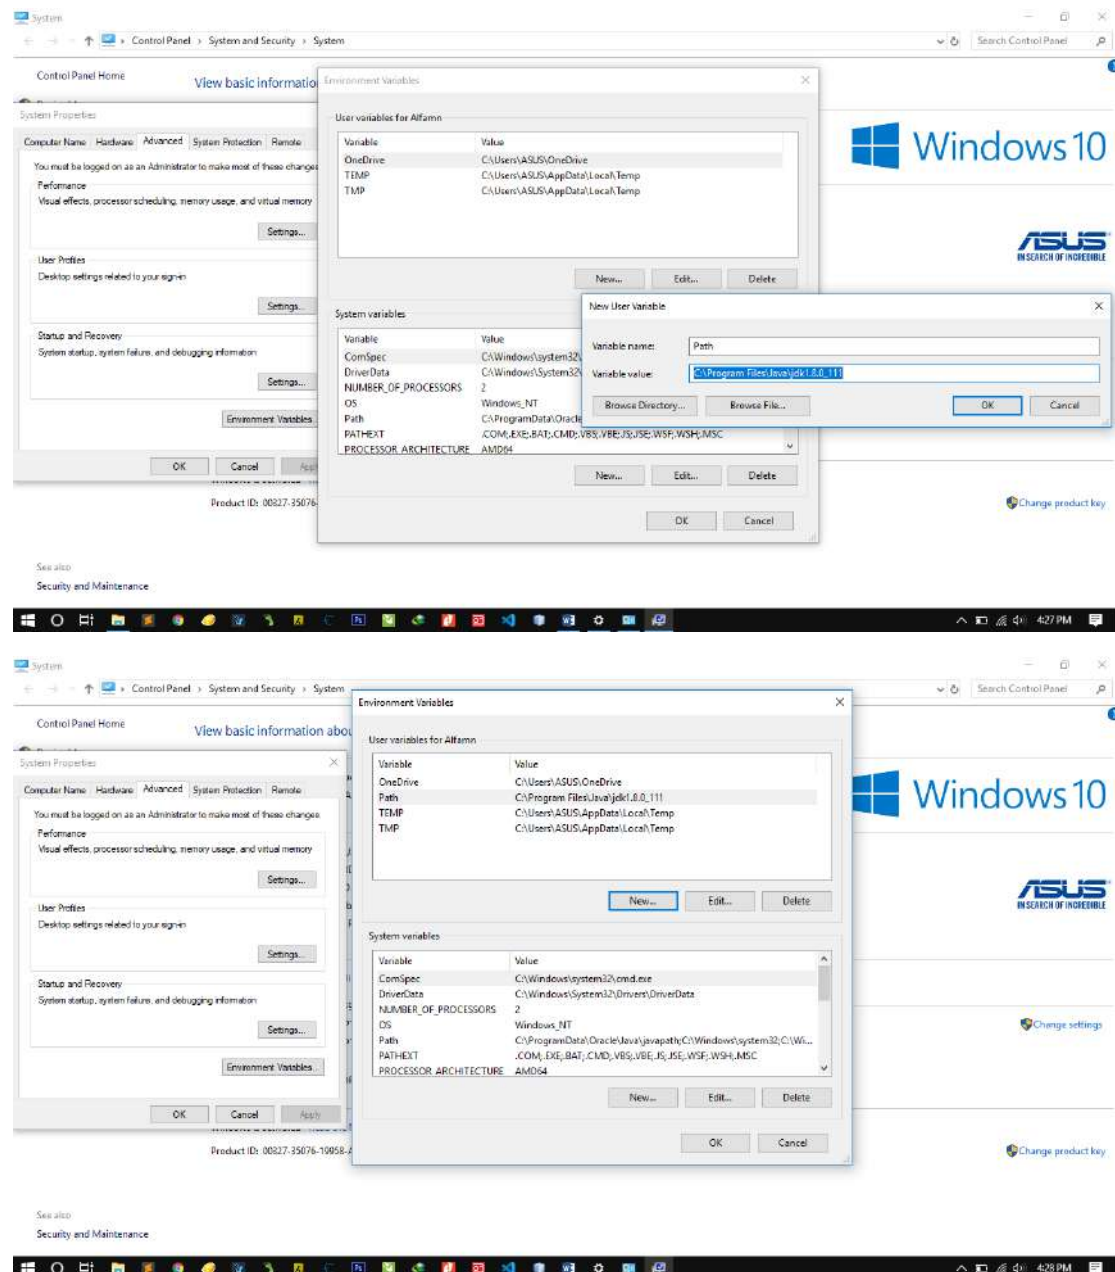 System
Control Panel > System and Security > System
Search Control Panel
Control Panel Home
View basic informatio
Environment Variables
System Properties
Computer Name Hardware Advanced System Protection Remote
You must be logged on as an Administrator to make most of these changes
Performance
Visual effects, processor scheduling, memory usage, and virtual memory
Settings...
User Profiles
Desktop settings related to your sign-in
Settings...
Startup and Recovery
System startup, system failure, and debugging information
Settings...
Environment Variables
OK Cancel
User variables for Alfamn
Variable Value
OneDrive C:\Users\ASUS\OneDrive
TEMP C:\Users\ASUS\AppData\Local\Temp
TMP C:\Users\ASUS\AppData\Local\Temp
New... Edit... Delete
System variables
Variable Value
ComSpec C:\Windows\system32\
DriverData C:\Windows\System32\
NUMBER_OF_PROCESSORS 2
OS Windows_NT
Path C:\ProgramData\Oracle
PATHEXT .COM;.EXE;.BAT;.CMD;.VBS;.VBE;.JS;.JSE;.WSF;.WSH;.MSC
PROCESSOR_ARCHITECTURE AMD64
New... Edit... Delete
OK Cancel
New User Variable
Variable name: Path
Variable value: C:\Program Files\Java\jdk1.8.0_111
Browse Directory... Browse File... OK Cancel
Windows 10
ASUS
IN SEARCH OF INCREDIBLE
Product ID: 00327-35076-
Change product key
See also
Security and Maintenance
4:27 PM
System
Control Panel > System and Security > System
Search Control Panel
Control Panel Home
View basic information abou
System Properties
Computer Name Hardware Advanced System Protection Remote
You must be logged on as an Administrator to make most of these changes.
Performance
Visual effects, processor scheduling, memory usage, and virtual memory
Settings...
User Profiles
Desktop settings related to your sign-in
Settings...
Startup and Recovery
System startup, system failure, and debugging information
Settings...
Environment Variables...
OK Cancel Apply
Environment Variables
User variables for Alfamn
Variable Value
OneDrive C:\Users\ASUS\OneDrive
Path C:\Program Files\Java\jdk1.8.0_111
TEMP C:\Users\ASUS\AppData\Local\Temp
TMP C:\Users\ASUS\AppData\Local\Temp
New... Edit... Delete
System variables
Variable Value
ComSpec C:\Windows\system32\cmd.exe
DriverData C:\Windows\System32\Drivers\DriverData
NUMBER_OF_PROCESSORS 2
OS Windows_NT
Path C:\ProgramData\Oracle\Java\javapath;C:\Windows\system32;C:\Wi...
PATHEXT .COM;.EXE;.BAT;.CMD;.VBS;.VBE;.JS;.JSE;.WSF;.WSH;.MSC
PROCESSOR_ARCHITECTURE AMD64
New... Edit... Delete
OK Cancel
Windows 10
ASUS
IN SEARCH OF INCREDIBLE
Change settings
Product ID: 00327-35076-19958-A
Change product key
See also
Security and Maintenance
4:28 PM